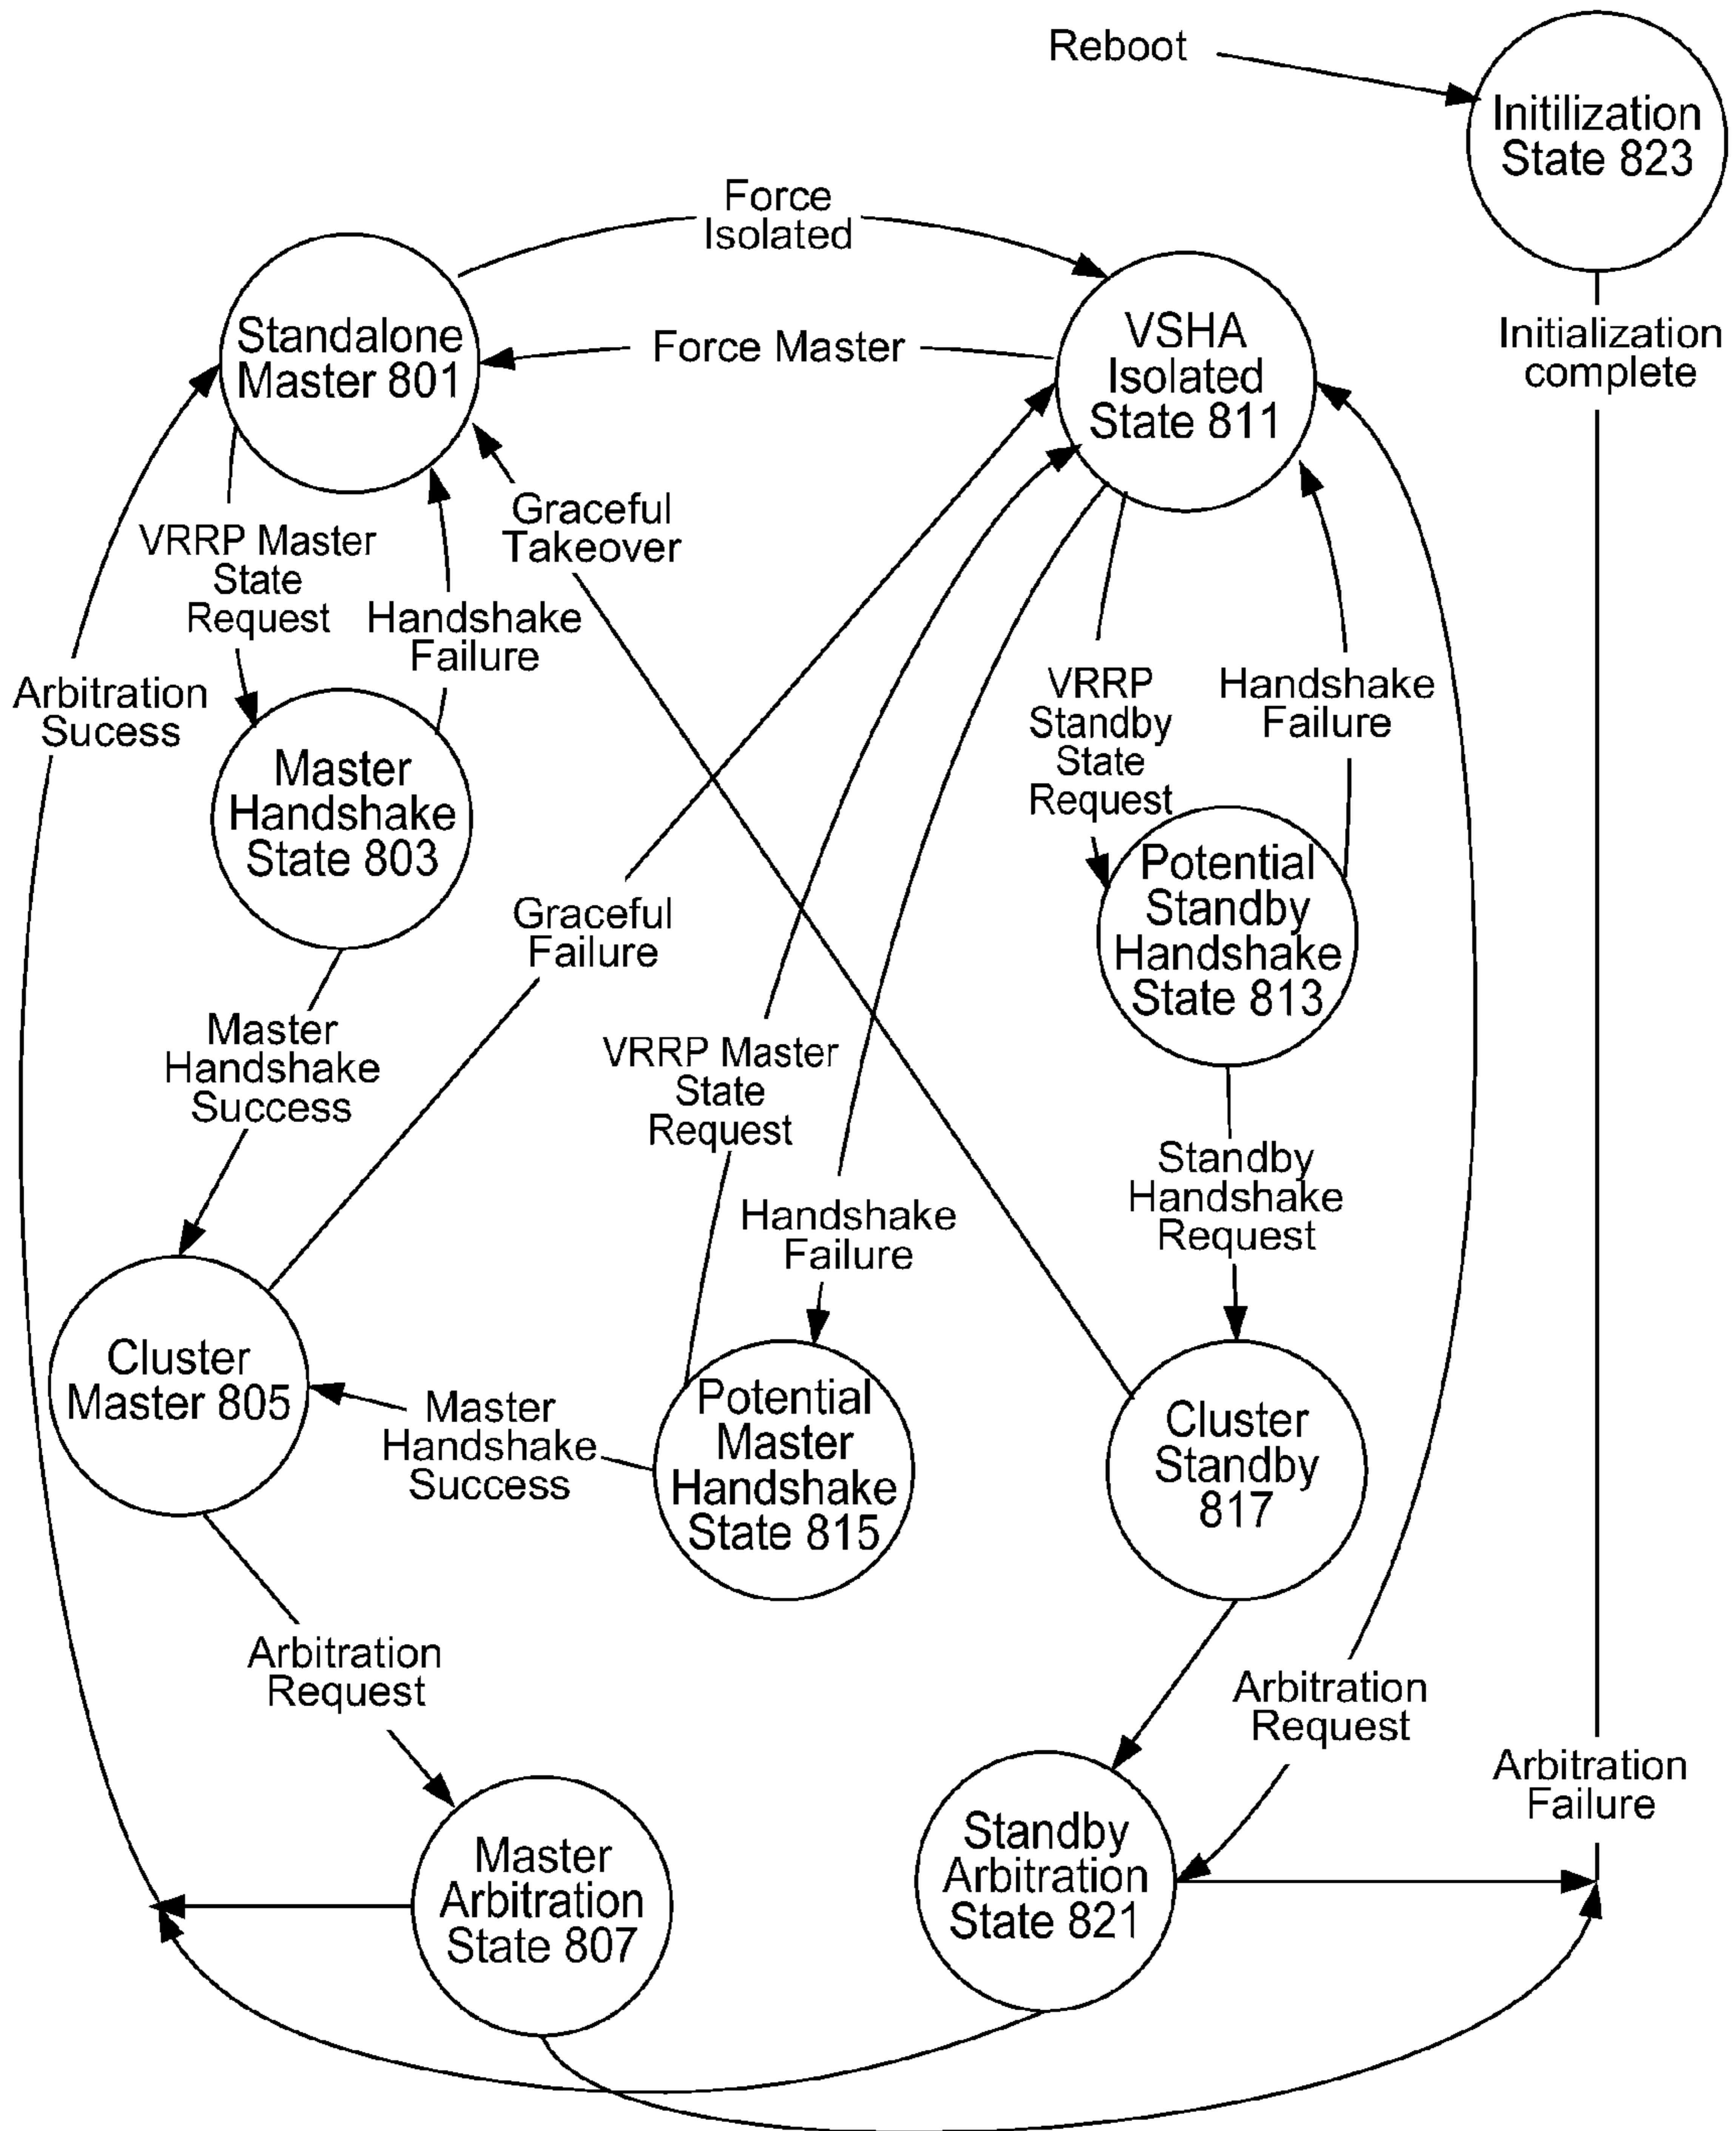 Reboot
Initilization
State 823
Force
Isolated
Standalone
Master 801
Force Master
VSHA
Isolated
State 811
Initialization
complete
Graceful
Takeover
VRRP Master
State
Request
Handshake
Failure
Arbitration
Sucess
VRRP
Standby
State
Request
Handshake
Failure
Master
Handshake
State 803
Potential
Standby
Handshake
State 813
Graceful
Failure
Master
Handshake
Success
VRRP Master
State
Request
Standby
Handshake
Request
Handshake
Failure
Cluster
Master 805
Master
Handshake
Success
Potential
Master
Handshake
State 815
Cluster
Standby
817
Arbitration
Request
Arbitration
Request
Arbitration
Failure
Master
Arbitration
State 807
Standby
Arbitration
State 821